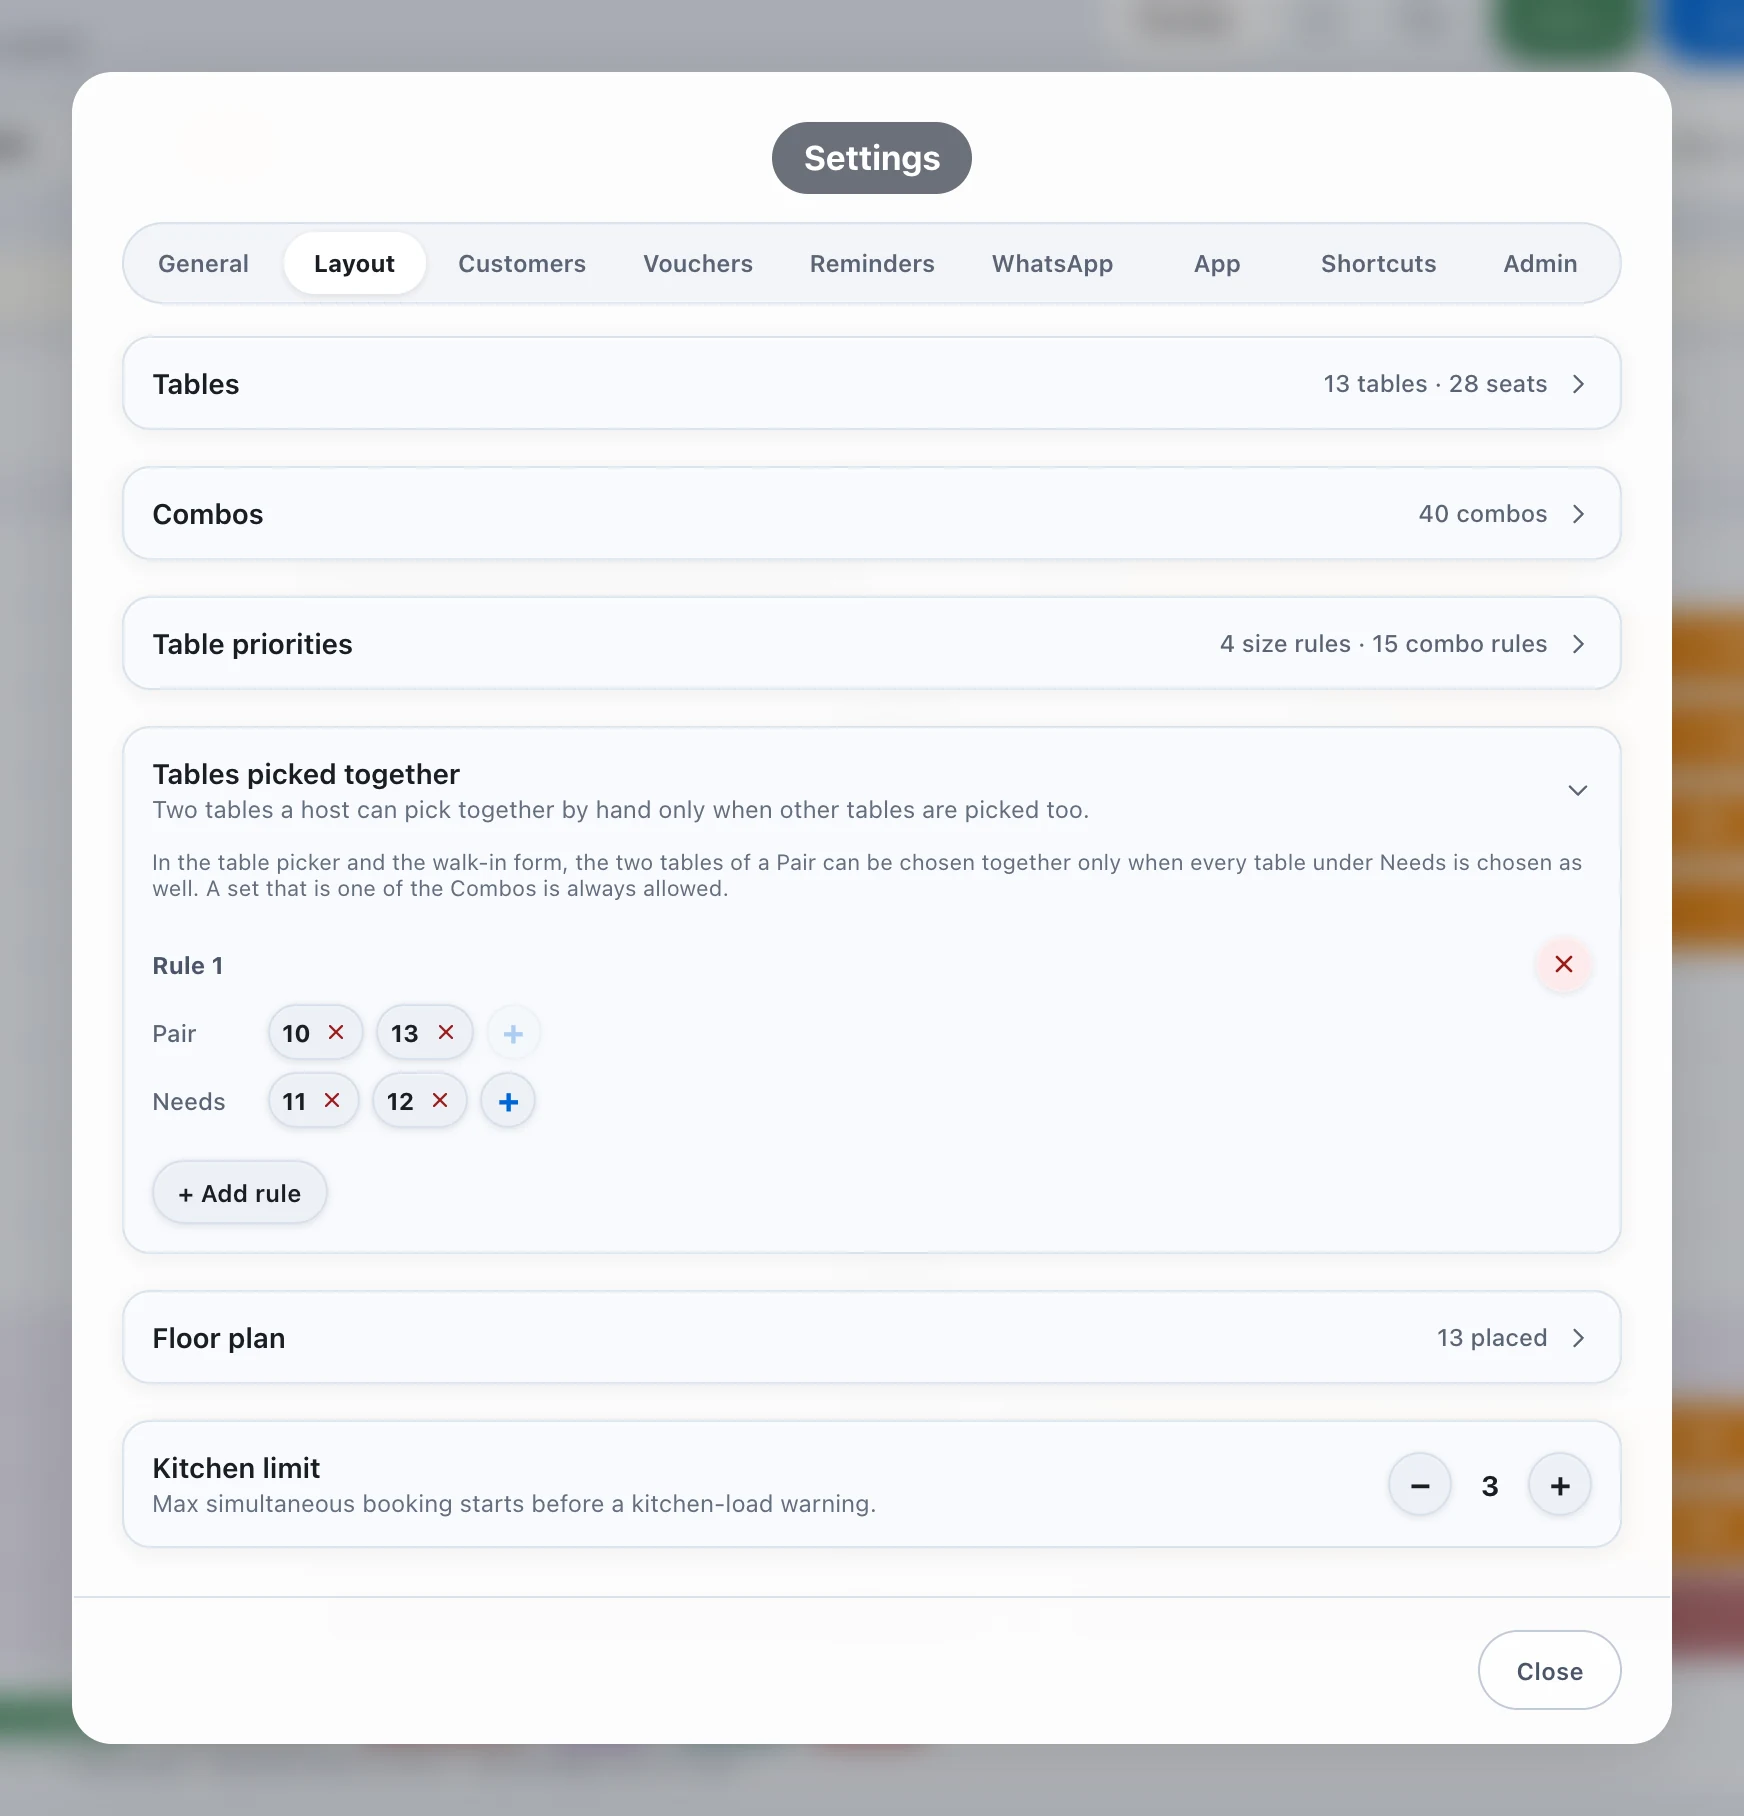 Settings
General Layout Customers Vouchers Reminders WhatsApp App Shortcuts Admin
Tables 13 tables · 28 seats
Combos 40 combos
Table priorities 4 size rules · 15 combo rules
Tables picked together
Two tables a host can pick together by hand only when other tables are picked too.
In the table picker and the walk-in form, the two tables of a Pair can be chosen together only when every table under Needs is chosen as
well. A set that is one of the Combos is always allowed.
Rule 1
Pair 10 13 +
Needs 11 12 +
+ Add rule
Floor plan 13 placed
Kitchen limit
Max simultaneous booking starts before a kitchen-load warning.
− 3 +
Close